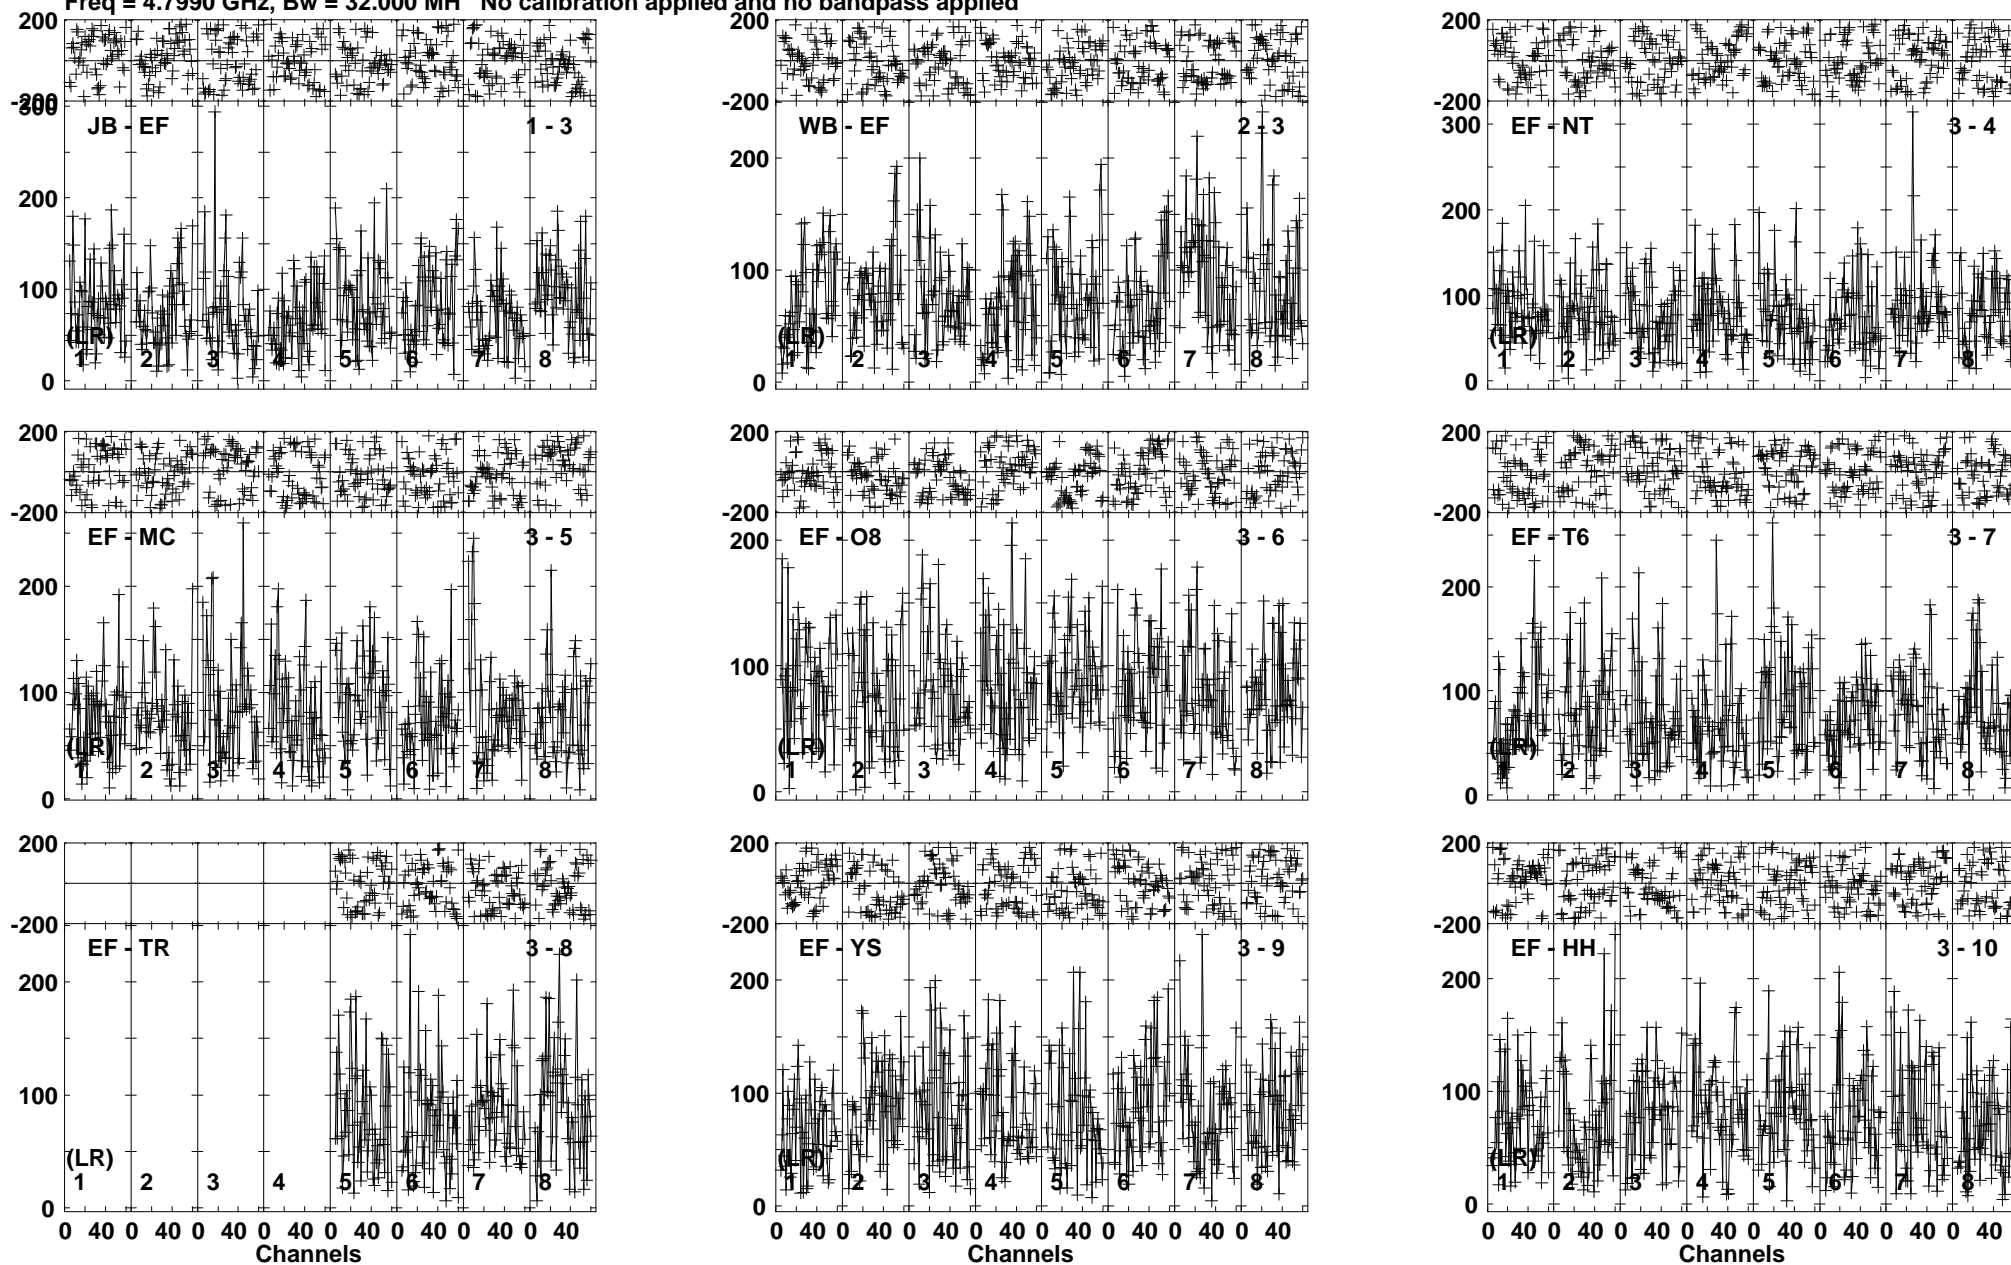 Freq = 4.7990 GHz, Bw = 32.000 MH No calibration applied and no bandpass applied
200 200 200
-200 -200 -200
300
JB - EF 1 - 3 WB - EF 2 - 3 EF - NT 3 - 4
300
200 200 200
100 100 100
(LR) (LR) (LR)
1 2 3 4 5 6 7 8 1 2 3 4 5 6 7 8 1 2 3 4 5 6 7 8
0 0 0
200 200 200
-200 -200 -200
EF - MC 3 - 5 EF - O8 3 - 6 EF - T6 3 - 7
200 200 200
100 100 100
(LR) (LR) (LR)
1 2 3 4 5 6 7 8 1 2 3 4 5 6 7 8 1 2 3 4 5 6 7 8
0 0 0
200 200 200
-200 -200 -200
EF - TR 3 - 8 EF - YS 3 - 9 EF - HH 3 - 10
200 200 200
100 100 100
(LR) (LR) (LR)
1 2 3 4 5 6 7 8 1 2 3 4 5 6 7 8 1 2 3 4 5 6 7 8
0 0 0
0 40 0 40 0 40 0 40 0 40 0 40 0 40 0 40 0 40 0 40 0 40 0 40 0 40 0 40 0 40 0 40 0 40 0 40 0 40 0 40 0 40 0 40 0 40 0 40
Channels Channels Channels